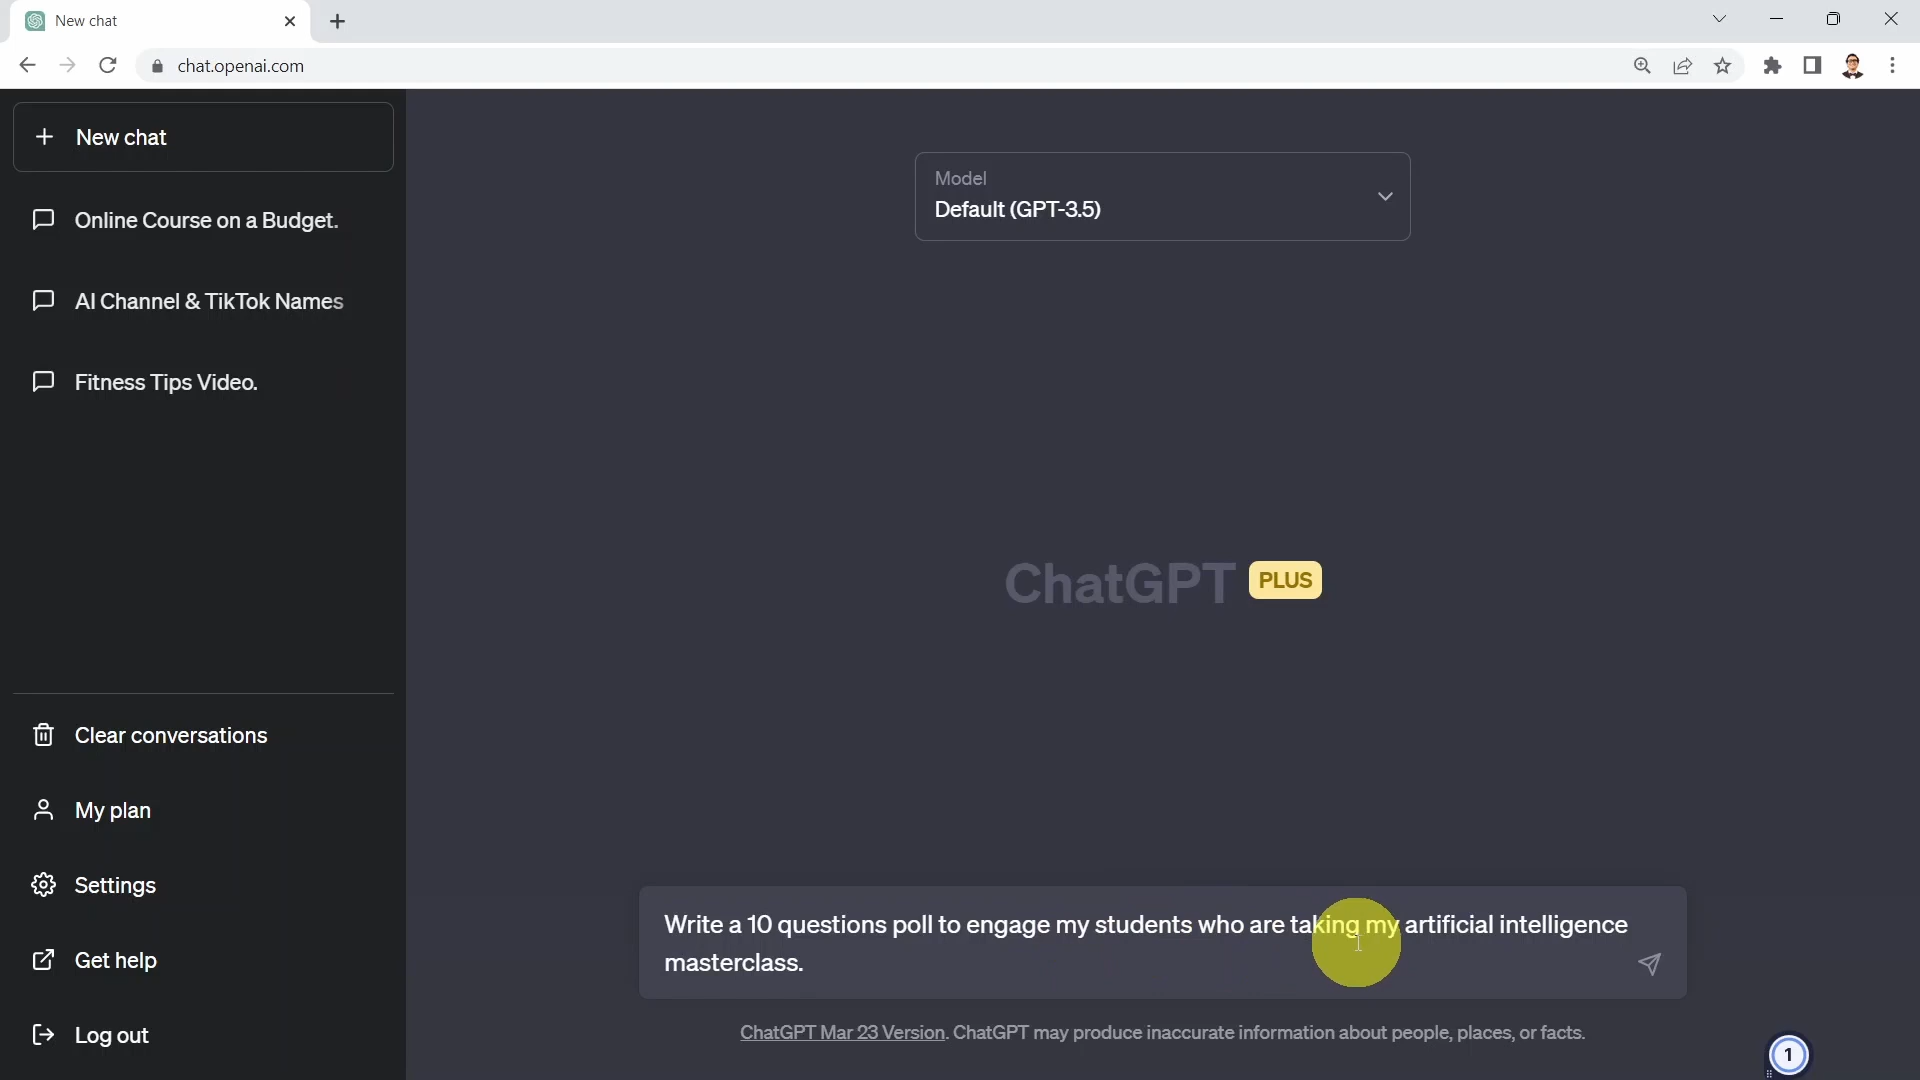 New chat
chat.openai.com
New chat
Online Course on a Budget.
AI Channel & TikTok Names
Fitness Tips Video.
Clear conversations
My plan
Settings
Get help
Log out
Model
Default (GPT-3.5)
ChatGPT PLUS
Write a 10 questions poll to engage my students who are taking my artificial intelligence
masterclass.
ChatGPT Mar 23 Version. ChatGPT may produce inaccurate information about people, places, or facts.
1